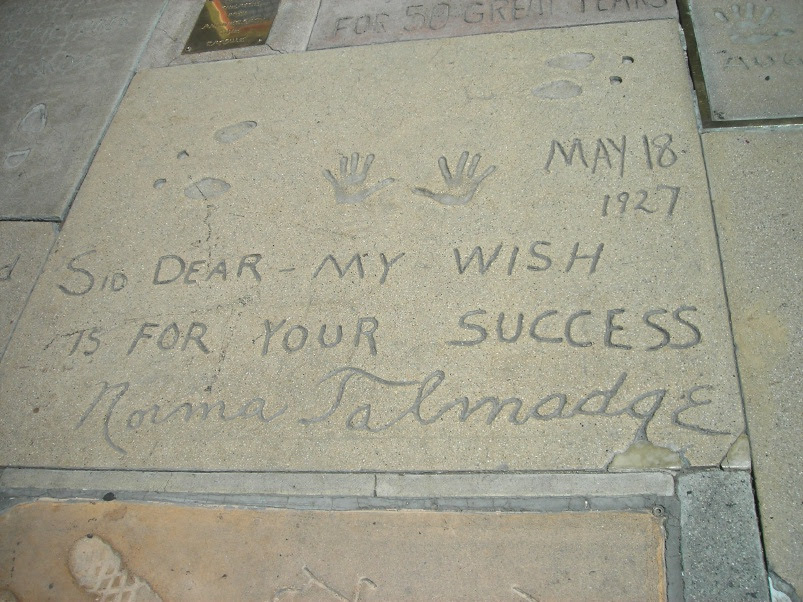 FOR 50 GREAT YEARS
MAY 18
1927
SID DEAR - MY WISH
IS FOR YOUR SUCCESS
Norma Talmadge